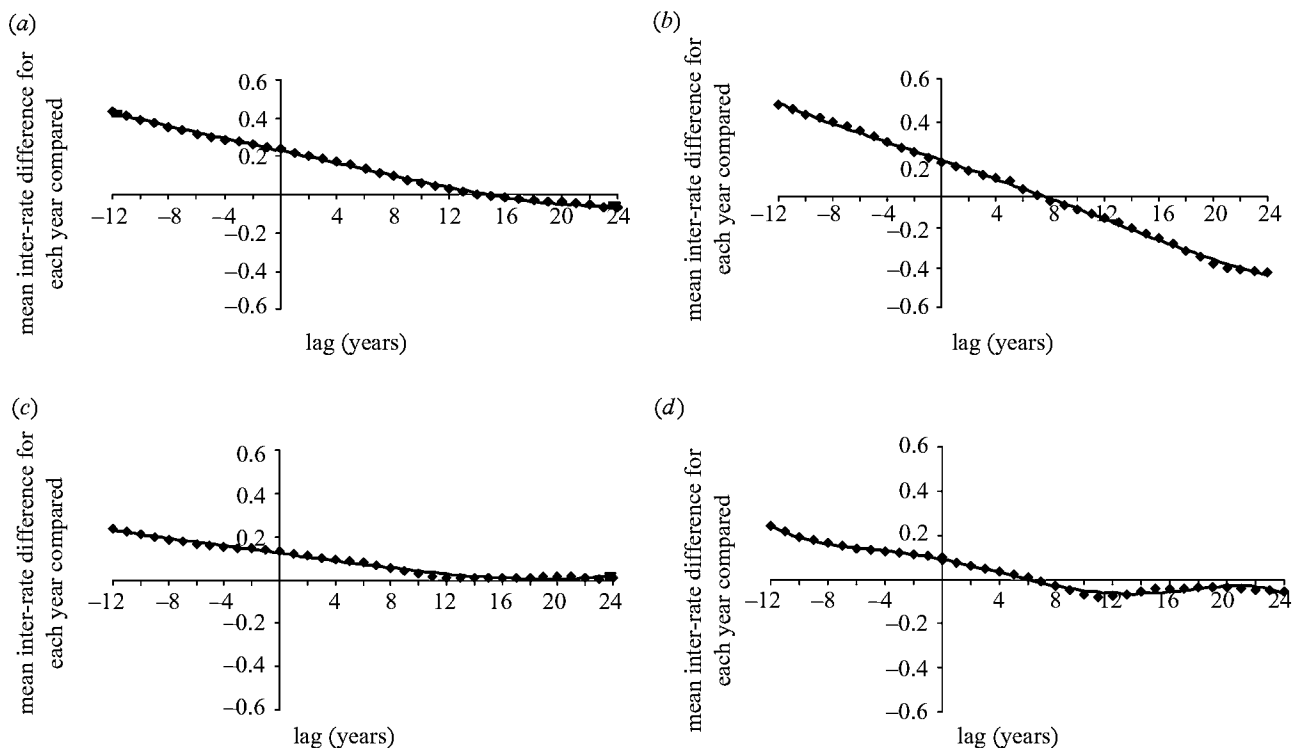 (a)
mean inter-rate difference for
each year compared
0.6
0.4
0.2
−0.2
−0.4
−0.6
−12 −8 −4 4 8 12 16 20 24
lag (years)
(b)
mean inter-rate difference for
each year compared
0.6
0.4
0.2
−0.2
−0.4
−0.6
−12 −8 −4 4 8 12 16 20 24
lag (years)
(c)
mean inter-rate difference for
each year compared
0.6
0.4
0.2
−0.2
−0.4
−0.6
−12 −8 −4 4 8 12 16 20 24
lag (years)
(d)
mean inter-rate difference for
each year compared
0.6
0.4
0.2
−0.2
−0.4
−0.6
−12 −8 −4 4 8 12 16 20 24
lag (years)